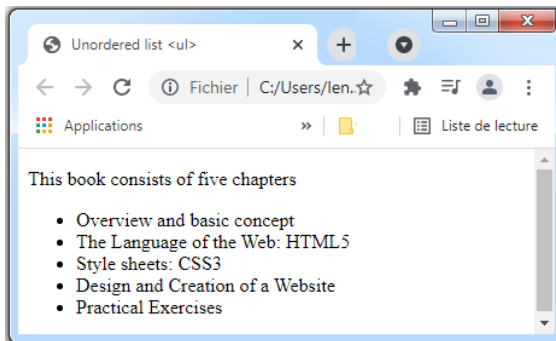 Unordered list <ul>
Fichier C:/Users/len..
Applications » Liste de lecture
This book consists of five chapters
• Overview and basic concept
• The Language of the Web: HTML5
• Style sheets: CSS3
• Design and Creation of a Website
• Practical Exercises